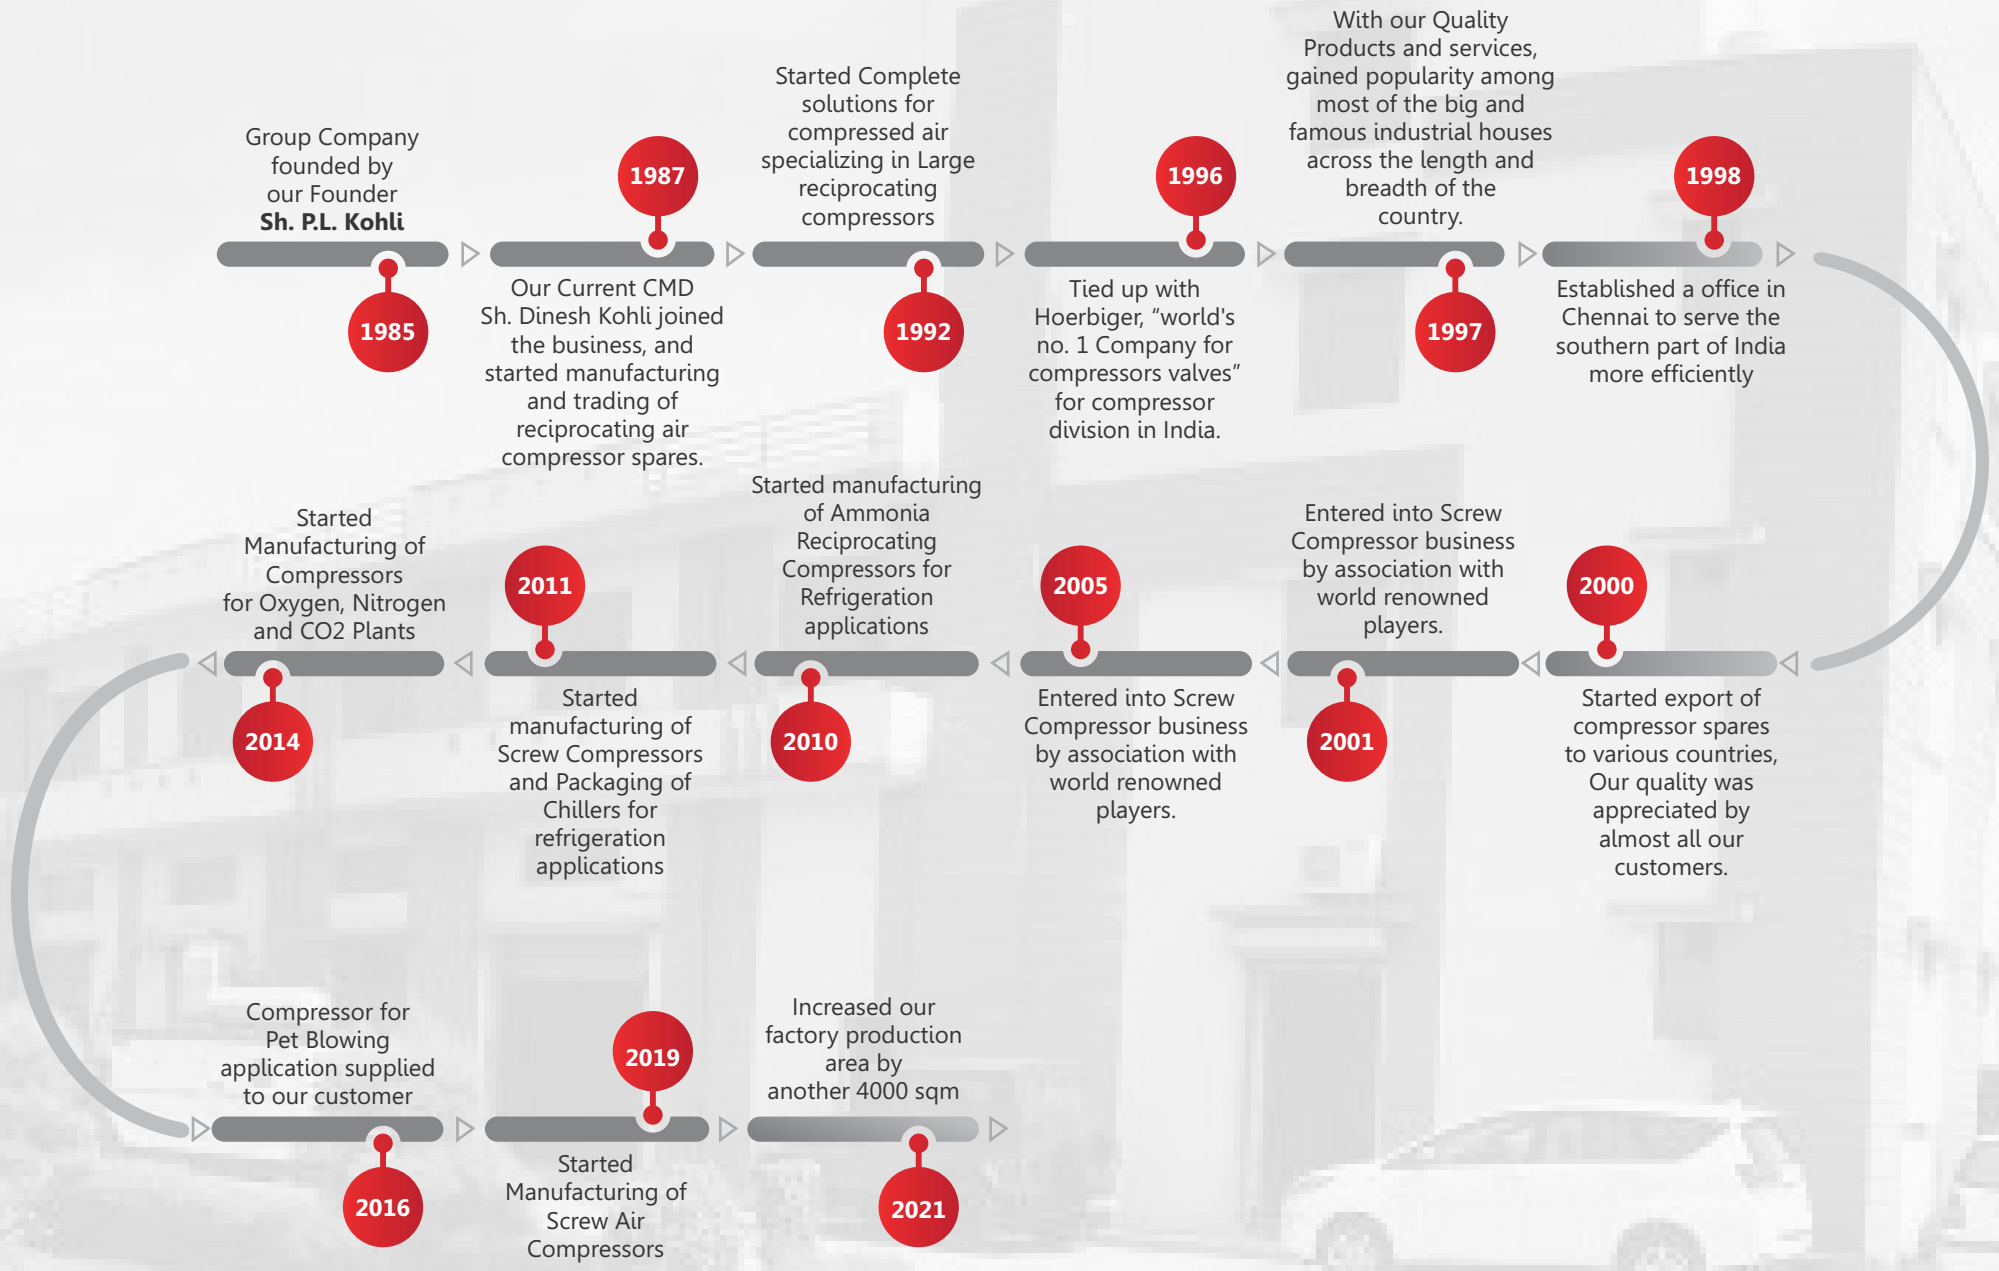 Group Company
founded by
our Founder
Sh. P.L. Kohli
1985
1987
Our Current CMD
Sh. Dinesh Kohli joined
the business, and
started manufacturing
and trading of
reciprocating air
compressor spares.
Started Complete
solutions for
compressed air
specializing in Large
reciprocating
compressors
1992
1996
Tied up with
Hoerbiger, “world's
no. 1 Company for
compressors valves”
for compressor
division in India.
With our Quality
Products and services,
gained popularity among
most of the big and
famous industrial houses
across the length and
breadth of the
country.
1997
1998
Established a office in
Chennai to serve the
southern part of India
more efficiently
2000
Started export of
compressor spares
to various countries,
Our quality was
appreciated by
almost all our
customers.
Entered into Screw
Compressor business
by association with
world renowned
players.
2001
2005
Entered into Screw
Compressor business
by association with
world renowned
players.
Started manufacturing
of Ammonia
Reciprocating
Compressors for
Refrigeration
applications
2010
2011
Started
manufacturing of
Screw Compressors
and Packaging of
Chillers for
refrigeration
applications
Started
Manufacturing of
Compressors
for Oxygen, Nitrogen
and CO2 Plants
2014
Compressor for
Pet Blowing
application supplied
to our customer
2016
2019
Started
Manufacturing of
Screw Air
Compressors
Increased our
factory production
area by
another 4000 sqm
2021